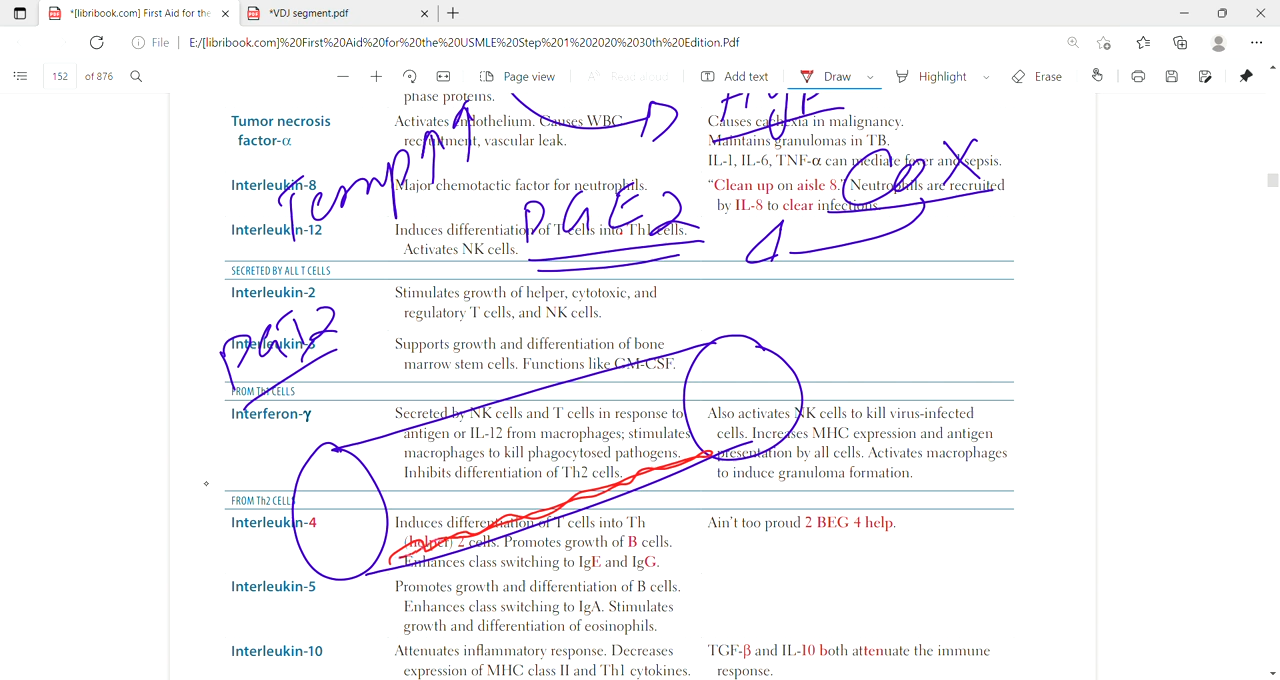 *[libribook.com] First Aid for the
*VDJ segment.pdf
File E:/[libribook.com]%20First%20Aid%20for%20the%20USMLE%20Step%201%202020%2030th%20Edition.Pdf
152 of 876 Page view Read aloud Add text Draw Highlight Erase
phase proteins.
Tumor necrosis factor-α
Activates endothelium. Causes WBC
recruitment, vascular leak.
Causes cachexia in malignancy.
Maintains granulomas in TB.
IL-1, IL-6, TNF-α can mediate fever and sepsis.
Temp
Interleukin-8
Major chemotactic factor for neutrophils.
"Clean up on aisle 8." Neutrophils are recruited
by IL-8 to clear infections.
Cox
PGE2
Interleukin-12
Induces differentiation of T cells into Th1 cells.
Activates NK cells.
SECRETED BY ALL T CELLS
Interleukin-2
Stimulates growth of helper, cytotoxic, and
regulatory T cells, and NK cells.
Interleukin-3
Supports growth and differentiation of bone
marrow stem cells. Functions like GM-CSF.
FROM Th1 CELLS
Interferon-γ
Secreted by NK cells and T cells in response to
antigen or IL-12 from macrophages; stimulates
macrophages to kill phagocytosed pathogens.
Inhibits differentiation of Th2 cells.
Also activates NK cells to kill virus-infected
cells. Increases MHC expression and antigen
presentation by all cells. Activates macrophages
to induce granuloma formation.
FROM Th2 CELLS
Interleukin-4
Induces differentiation of T cells into Th
(helper) 2 cells. Promotes growth of B cells.
Enhances class switching to IgE and IgG.
Ain't too proud 2 BEG 4 help.
Interleukin-5
Promotes growth and differentiation of B cells.
Enhances class switching to IgA. Stimulates
growth and differentiation of eosinophils.
Interleukin-10
Attenuates inflammatory response. Decreases
expression of MHC class II and Th1 cytokines.
TGF-β and IL-10 both attenuate the immune
response.